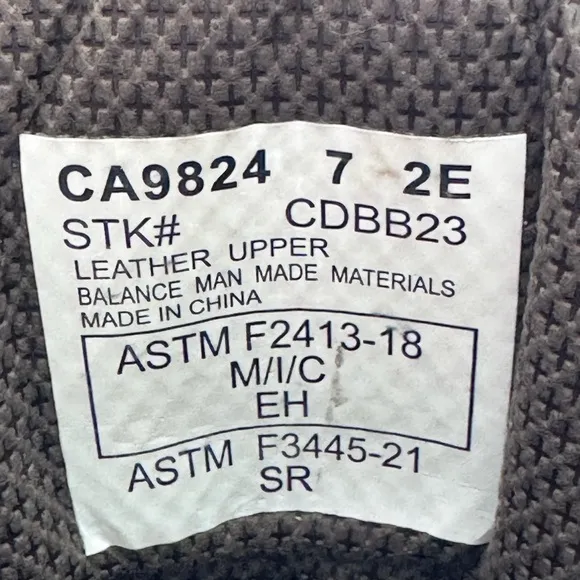 CA9824 7 2E
STK# CDBB23
LEATHER UPPER
BALANCE MAN MADE MATERIALS
MADE IN CHINA
ASTM F2413-18
M/I/C
EH
ASTM F3445-21
SR